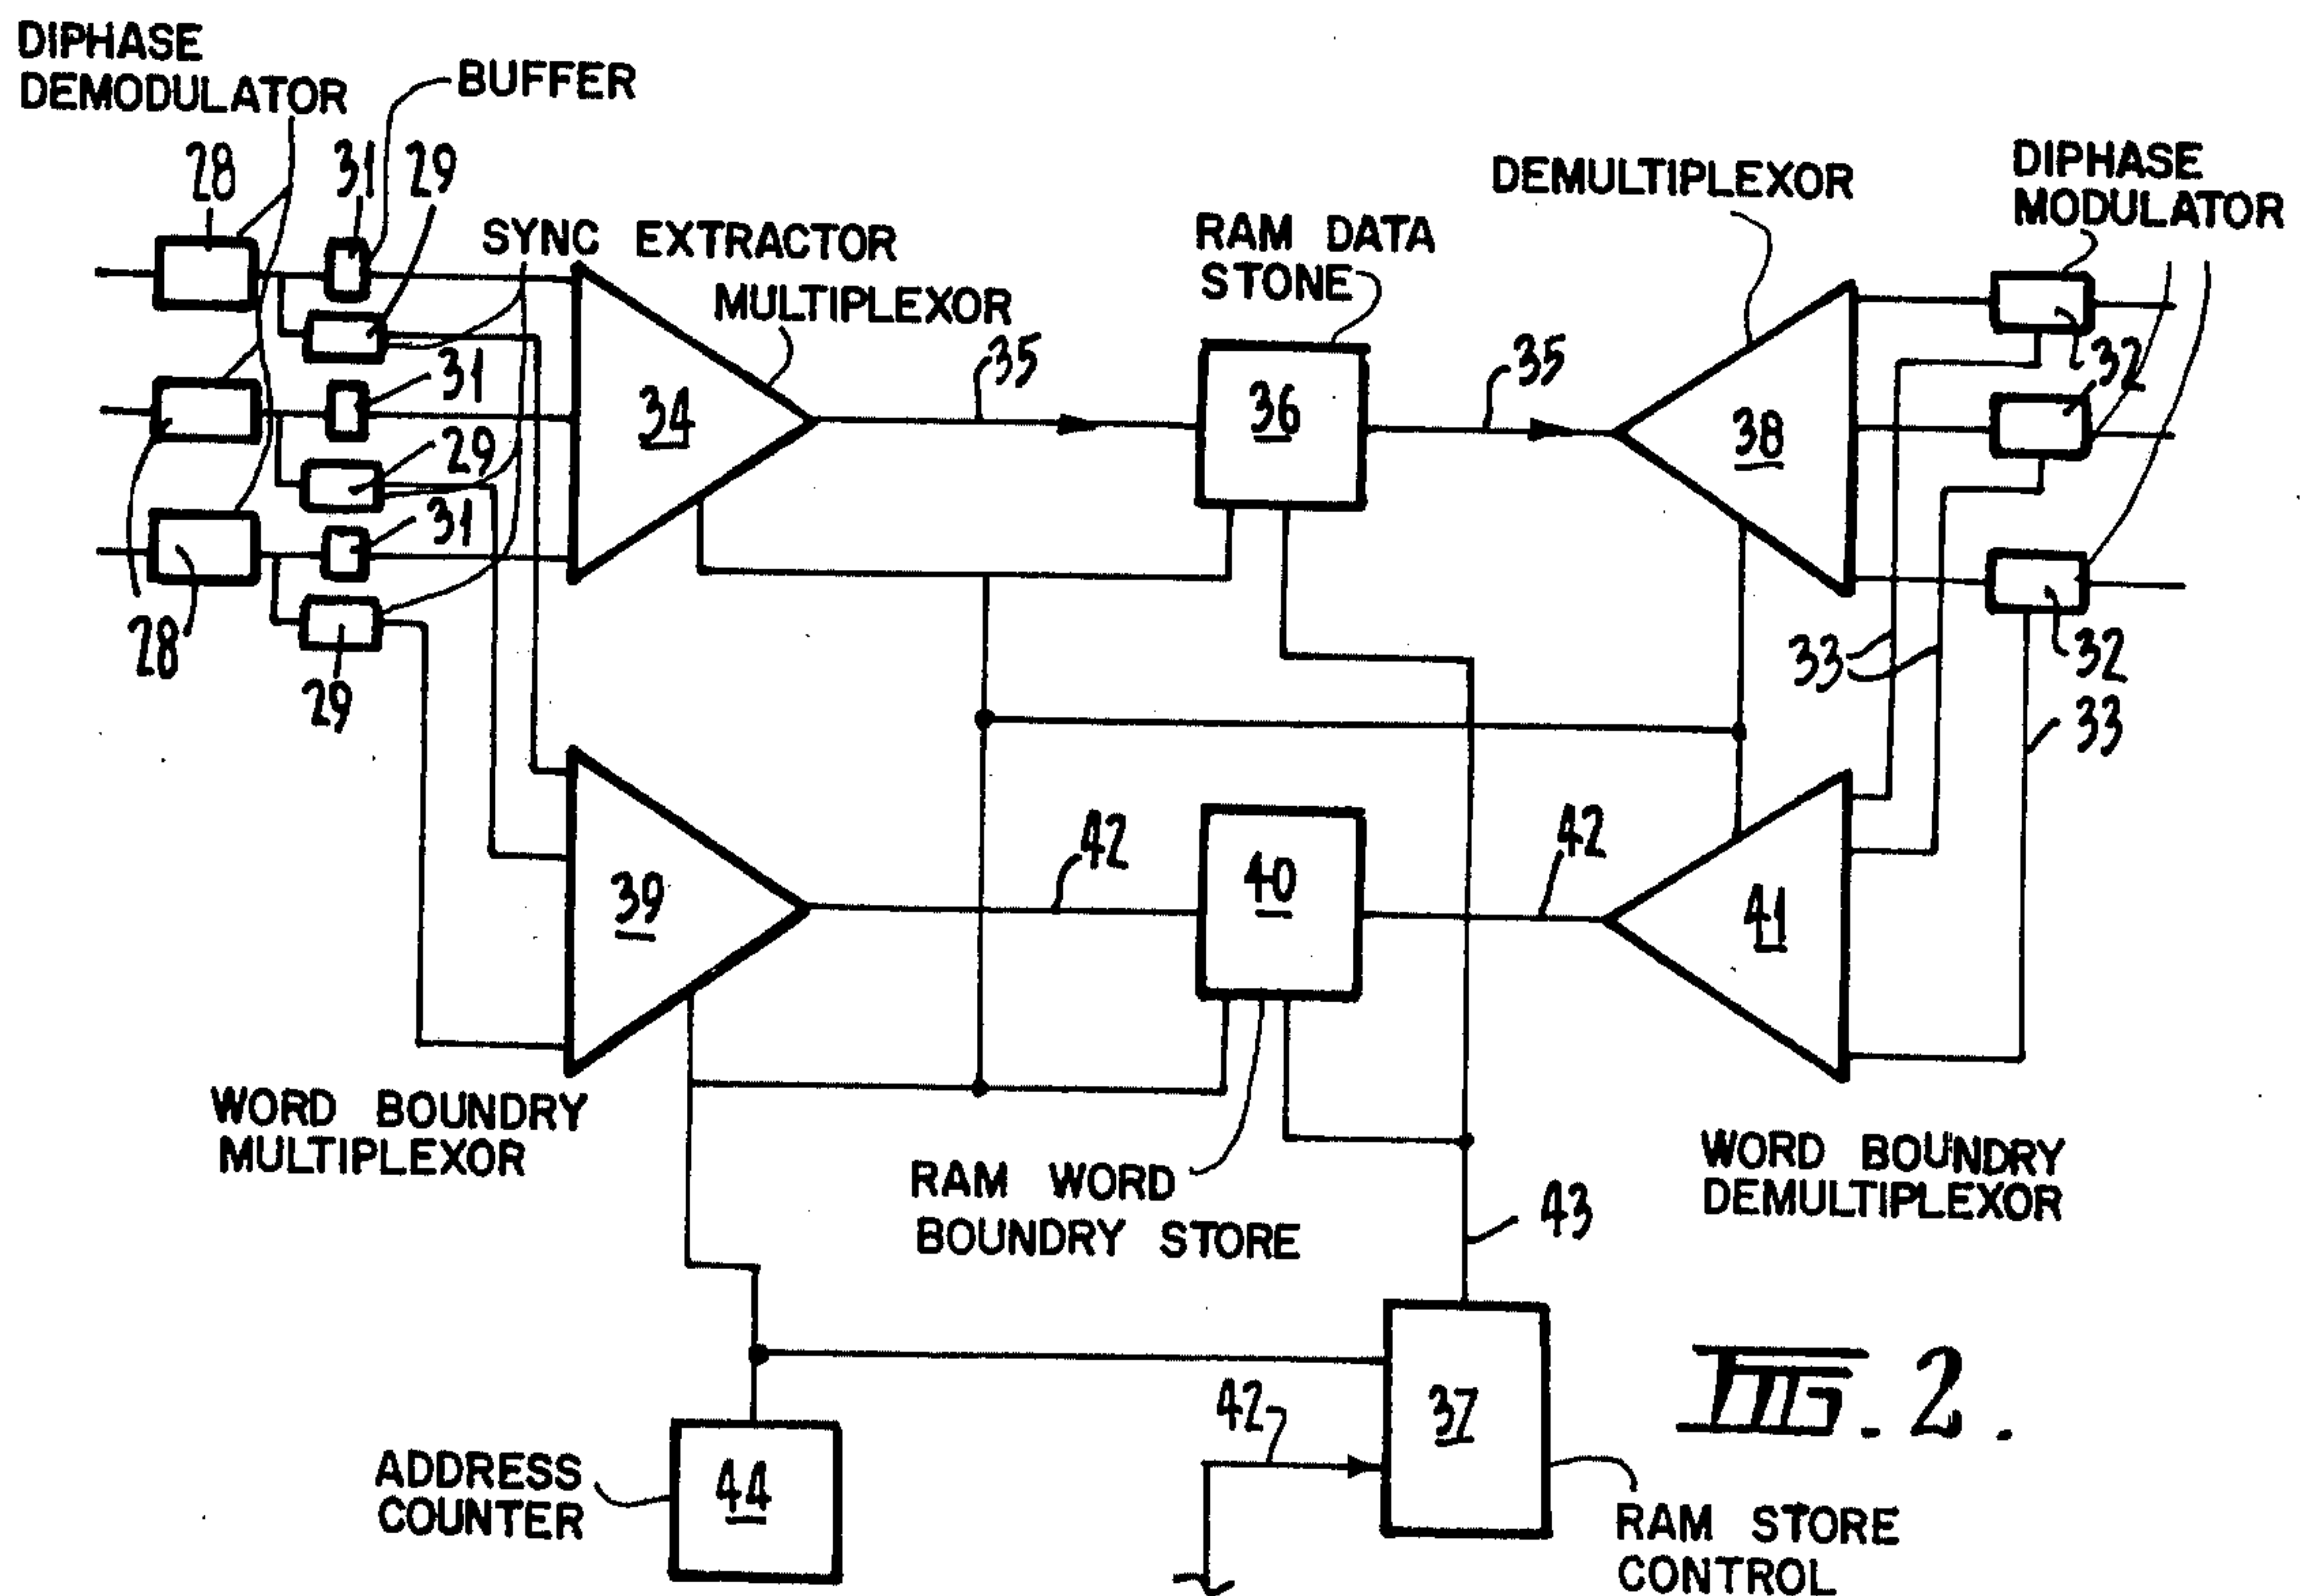 DIPHASE
DEMODULATOR
BUFFER
28
31
29
SYNC EXTRACTOR
MULTIPLEXOR
RAM DATA
STONE
DEMULTIPLEXOR
DIPHASE
MODULATOR
35
35
34
36
38
32
31
29
31
28
29
33
32
33
39
42
40
42
41
WORD BOUNDRY
MULTIPLEXOR
RAM WORD
BOUNDRY STORE
WORD BOUNDRY
DEMULTIPLEXOR
43
42
37
ADDRESS
COUNTER
44
RAM STORE
CONTROL
FIG. 2.